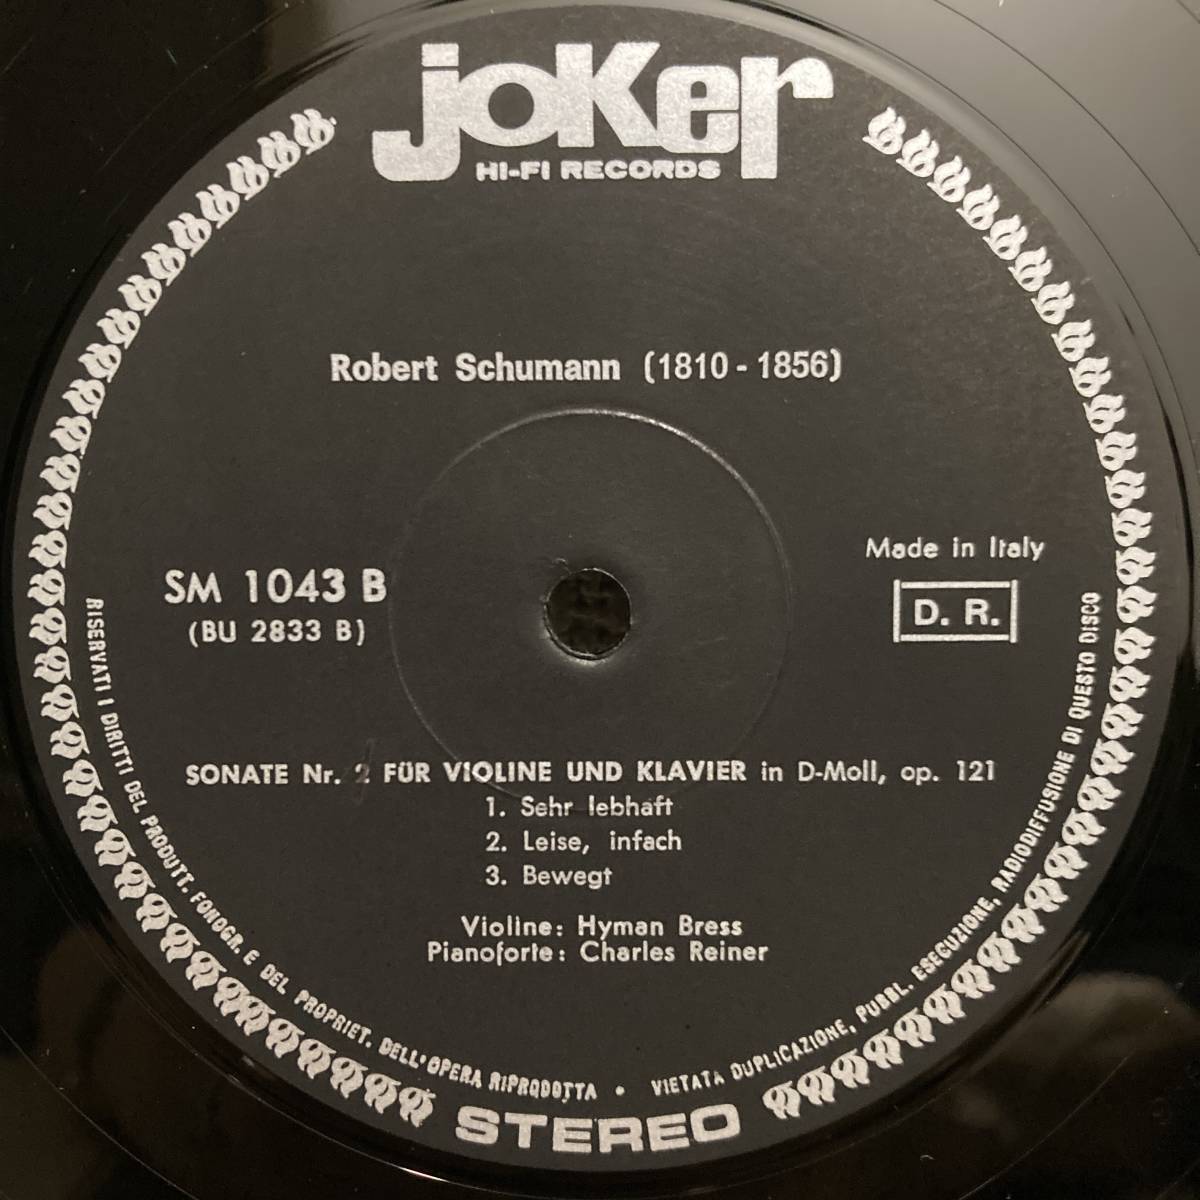 joKer
HI-FI RECORDS
Robert Schumann (1810 - 1856)
Made in Italy
SM 1043 B
(BU 2833 B)
D. R.
SONATE Nr. 2 FÜR VIOLINE UND KLAVIER in D-Moll, op. 121
1. Sehr lebhaft
2. Leise, infach
3. Bewegt
Violine: Hyman Bress
Pianoforte: Charles Reiner
RISERVATI I DIRITTI DEL PRODUTT. FONOGR. E DEL PROPRIET. DELL'OPERA RIPRODOTTA • VIETATA DUPLICAZIONE, PUBBL. ESECUZIONE, RADIODIFFUSIONE DI QUESTO DISCO
STEREO